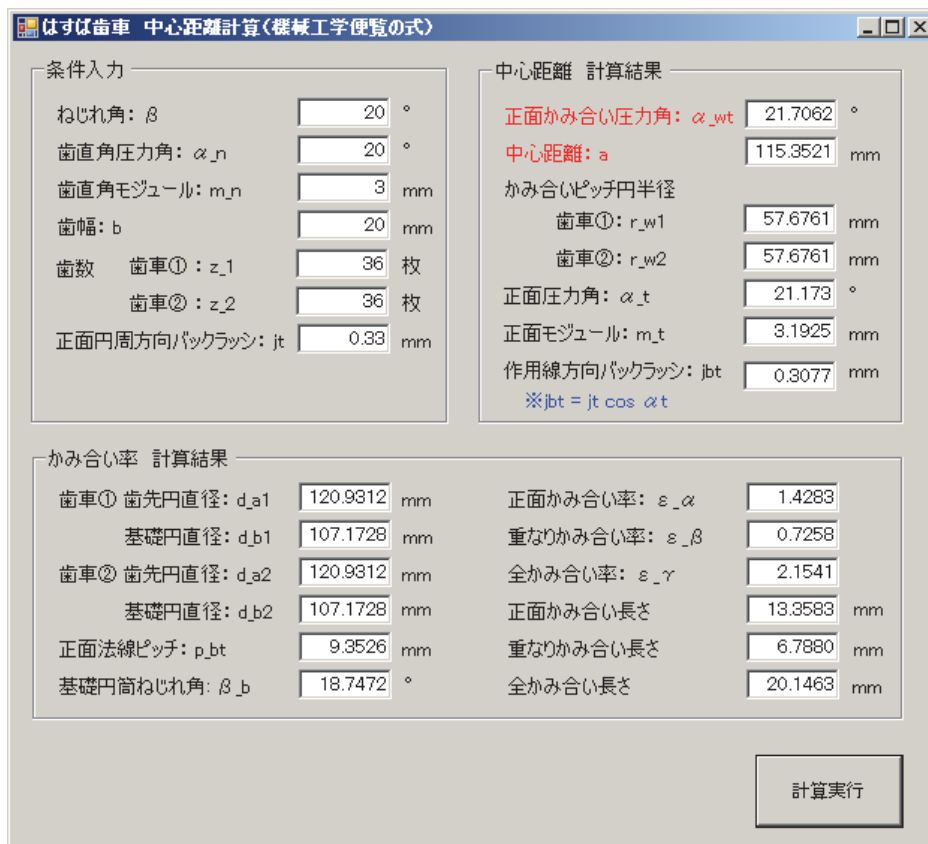 はすば歯車 中心距離計算(機械工学便覧の式)
条件入力
ねじれ角: β 20 °
歯直角圧力角: α_n 20 °
歯直角モジュール: m_n 3 mm
歯幅: b 20 mm
歯数 歯車①: z_1 36 枚
歯車②: z_2 36 枚
正面円周方向バックラッシ: jt 0.33 mm
中心距離 計算結果
正面かみ合い圧力角: α_wt 21.7062 °
中心距離: a 115.3521 mm
かみ合いピッチ円半径
歯車①: r_w1 57.6761 mm
歯車②: r_w2 57.6761 mm
正面圧力角: α_t 21.173 °
正面モジュール: m_t 3.1925 mm
作用線方向バックラッシ: jbt 0.3077 mm
※jbt = jt cos αt
かみ合い率 計算結果
歯車① 歯先円直径: d_a1 120.9312 mm
基礎円直径: d_b1 107.1728 mm
歯車② 歯先円直径: d_a2 120.9312 mm
基礎円直径: d_b2 107.1728 mm
正面法線ピッチ: p_bt 9.3526 mm
基礎円筒ねじれ角: β_b 18.7472 °
正面かみ合い率: ε_α 1.4283
重なりかみ合い率: ε_β 0.7258
全かみ合い率: ε_γ 2.1541
正面かみ合い長さ 13.3583 mm
重なりかみ合い長さ 6.7880 mm
全かみ合い長さ 20.1463 mm
計算実行